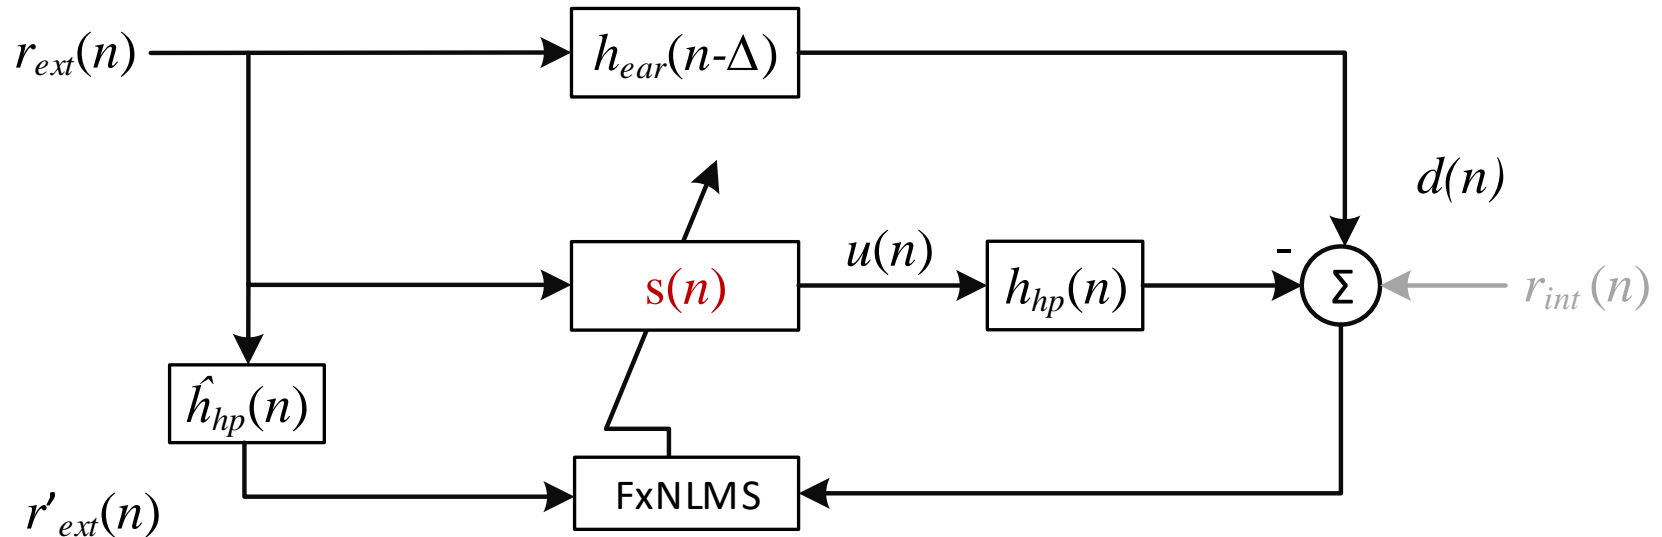 r_ext(n)
h_ear(n-Δ)
d(n)
s(n)
u(n)
h_hp(n)
-
Σ
r_int(n)
ĥ_hp(n)
r'_ext(n)
FxNLMS